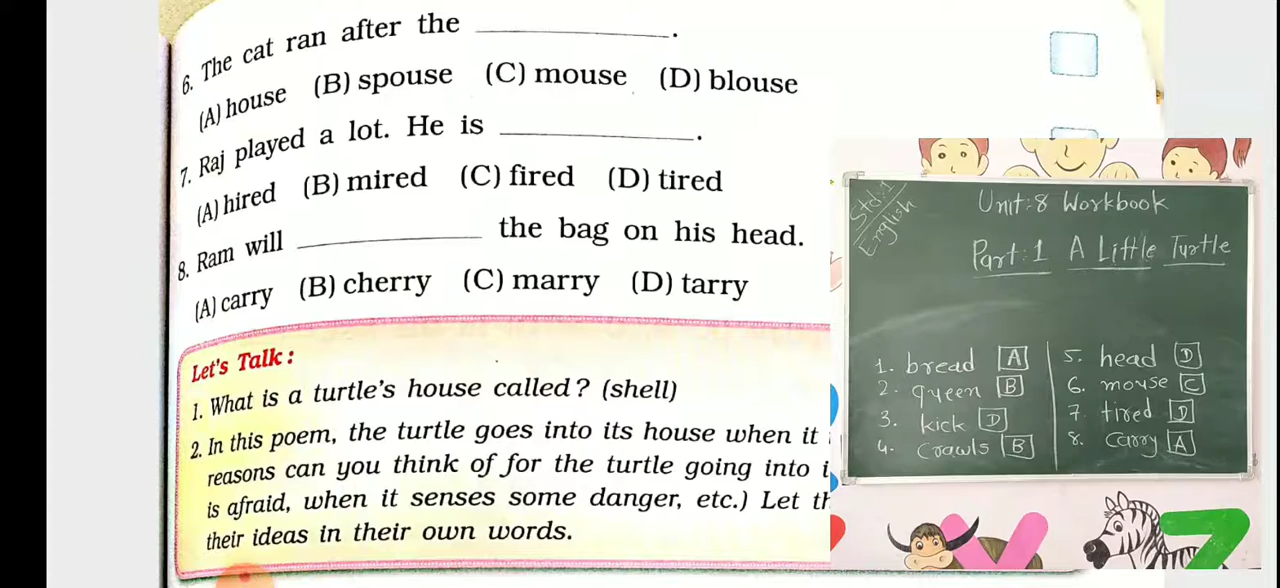 6. The cat ran after the ____________.
(A) house (B) spouse (C) mouse (D) blouse
7. Raj played a lot. He is ____________.
(A) hired (B) mired (C) fired (D) tired
8. Ram will ____________ the bag on his head.
(A) carry (B) cherry (C) marry (D) tarry
Let's Talk :
1. What is a turtle's house called? (shell)
2. In this poem, the turtle goes into its house when it
reasons can you think of for the turtle going into
is afraid, when it senses some danger, etc.) Let
their ideas in their own words.
Std:1
English
Unit:8 Workbook
Part:1 A Little Turtle
1. bread A
2. queen B
3. kick D
4. crawls B
5. head D
6. mouse C
7. tired D
8. carry A